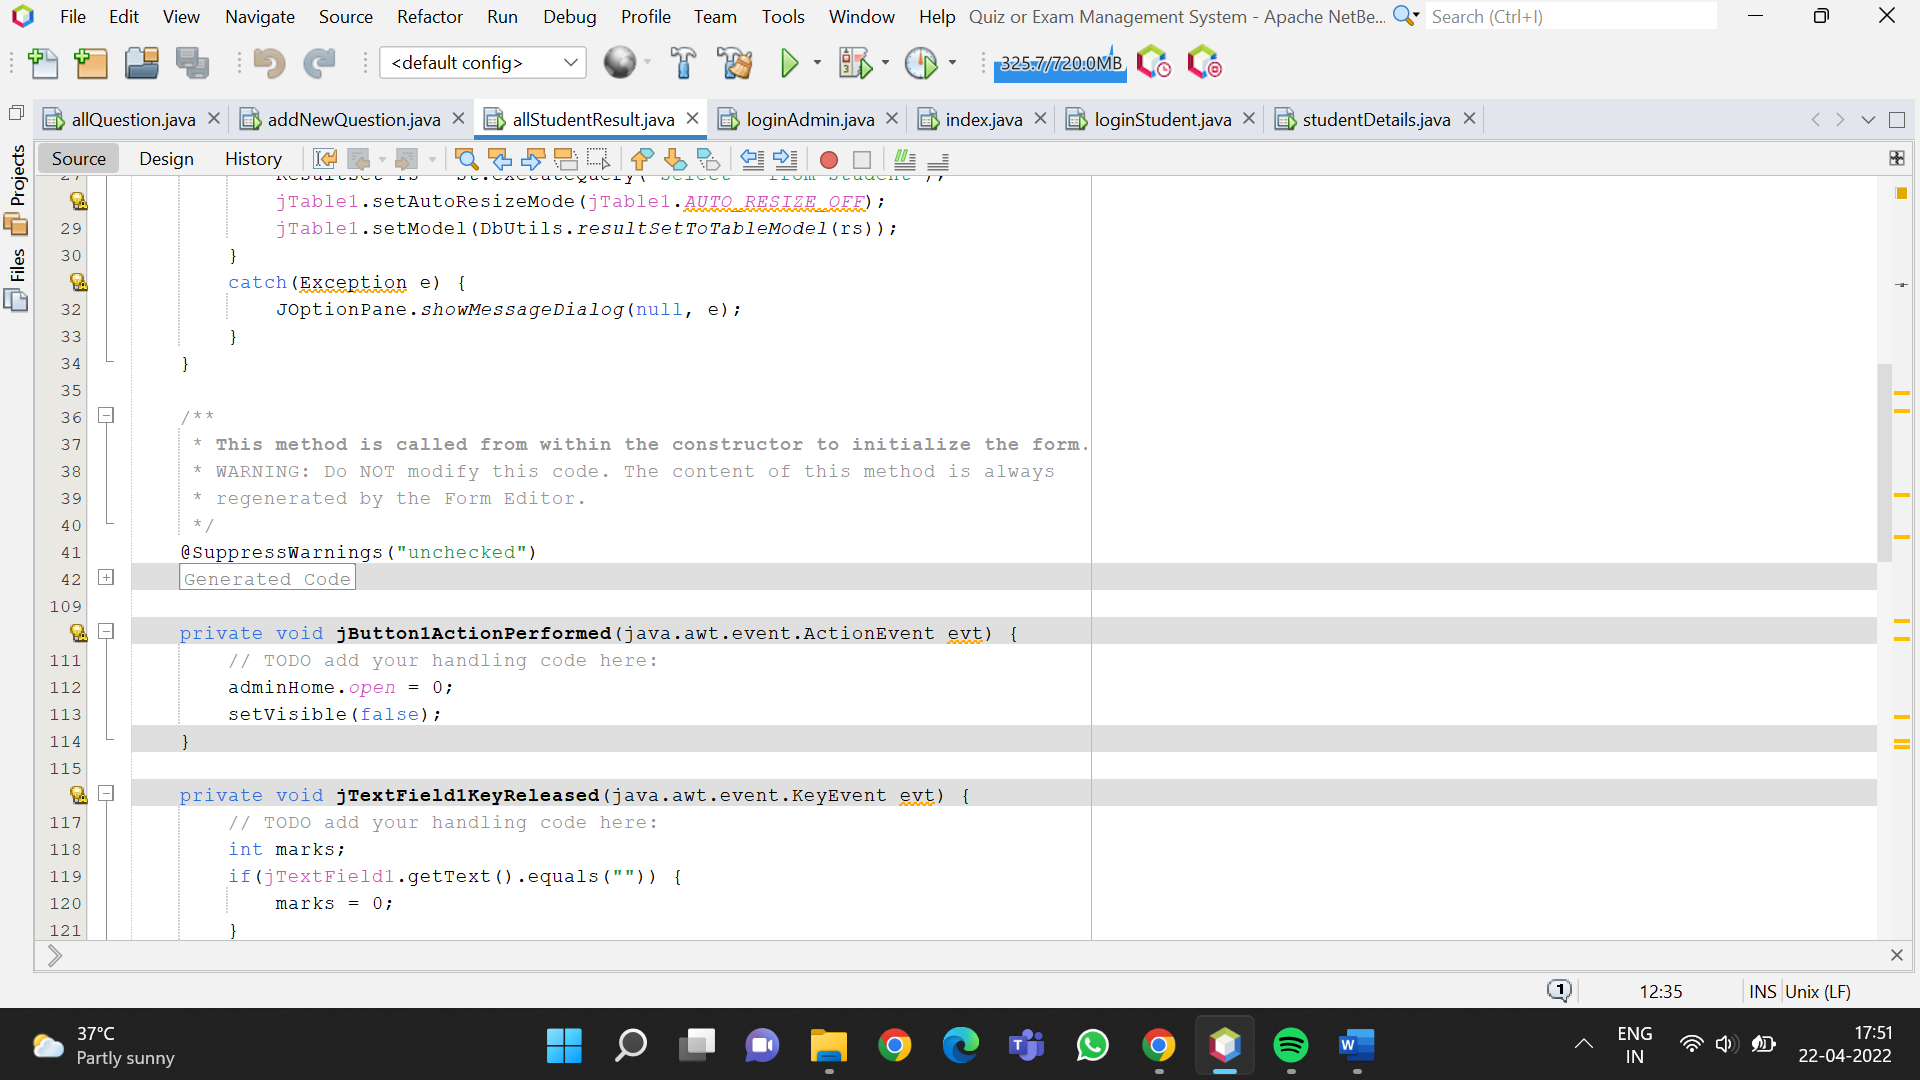 File Edit View Navigate Source Refactor Run Debug Profile Team Tools Window Help Quiz or Exam Management System - Apache NetBe... Search (Ctrl+I)
<default config> 325.7/720.0MB
allQuestion.java addNewQuestion.java allStudentResult.java loginAdmin.java index.java loginStudent.java studentDetails.java
Source Design History
Projects
Files
jTable1.setAutoResizeMode(jTable1.AUTO_RESIZE_OFF);
29 jTable1.setModel(DbUtils.resultSetToTableModel(rs));
30 }
catch(Exception e) {
32 JOptionPane.showMessageDialog(null, e);
33 }
34 }
35
36 /**
37 * This method is called from within the constructor to initialize the form.
38 * WARNING: Do NOT modify this code. The content of this method is always
39 * regenerated by the Form Editor.
40 */
41 @SuppressWarnings("unchecked")
42 Generated Code
109
private void jButton1ActionPerformed(java.awt.event.ActionEvent evt) {
111 // TODO add your handling code here:
112 adminHome.open = 0;
113 setVisible(false);
114 }
115
private void jTextField1KeyReleased(java.awt.event.KeyEvent evt) {
117 // TODO add your handling code here:
118 int marks;
119 if(jTextField1.getText().equals("")) {
120 marks = 0;
121 }
1 12:35 INS Unix (LF)
37°C
Partly sunny
ENG
IN
17:51
22-04-2022